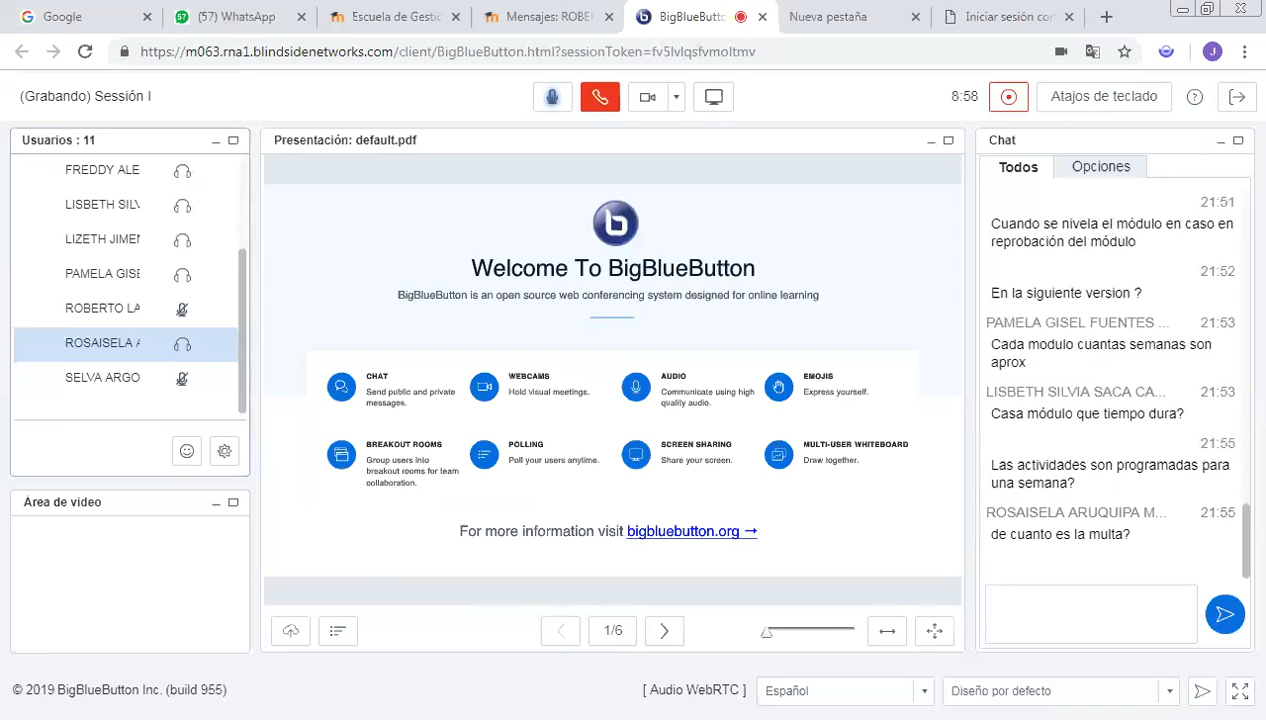 Google
(57) WhatsApp
Escuela de Gestic
Mensajes: ROBER
BigBlueButto
Nueva pestaña
Iniciar sesión con
https://m063.rna1.blindsidenetworks.com/client/BigBlueButton.html?sessionToken=fv5lvlqsfvmoltmv
J
(Grabando) Sesión I
8:58
Atajos de teclado
Usuarios : 11
FREDDY ALE
LISBETH SILV
LIZETH JIMEN
PAMELA GISE
ROBERTO LA
ROSAISELA A
SELVA ARGO
Área de video
Presentación: default.pdf
Welcome To BigBlueButton
BigBlueButton is an open source web conferencing system designed for online learning
CHAT
Send public and private
messages.
WEBCAMS
Hold visual meetings.
AUDIO
Communicate using high
quality audio.
EMOJIS
Express yourself.
BREAKOUT ROOMS
Group users into
breakout rooms for team
collaboration.
POLLING
Poll your users anytime.
SCREEN SHARING
Share your screen.
MULTI-USER WHITEBOARD
Draw together.
For more information visit bigbluebutton.org →
1/6
Chat
Todos
Opciones
21:51
Cuando se nivela el módulo en caso en
reprobación del módulo
21:52
En la siguiente version ?
PAMELA GISEL FUENTES ... 21:53
Cada modulo cuantas semanas son
aprox
LISBETH SILVIA SACA CA... 21:53
Casa módulo que tiempo dura?
21:55
Las actividades son programadas para
una semana?
ROSAISELA ARUQUIPA M... 21:55
de cuanto es la multa?
© 2019 BigBlueButton Inc. (build 955)
[ Audio WebRTC ]
Español
Diseño por defecto